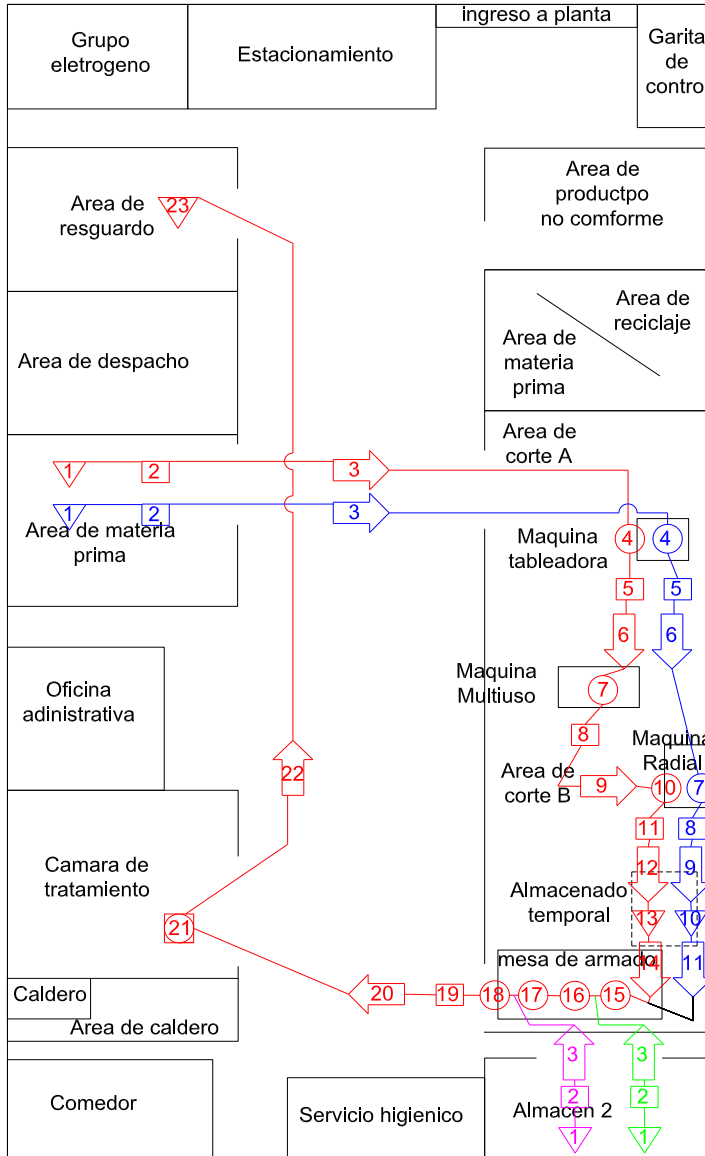 ingreso a planta
Grupo
eletrogeno
Estacionamiento
Garita
de
contro
Area de
resguardo
23
Area de
productpo
no comforme
Area de
reciclaje
Area de
materia
prima
Area de despacho
Area de
corte A
1
2
3
1
2
3
Area de materia
prima
Maquina
tableadora
4
4
5
5
6
6
Maquina
Multiuso
7
8
Oficina
adinistrativa
Maquina
Radial
22
Area de
corte B
9
10
7
11
8
Camara de
tratamiento
12
9
Almacenado
temporal
13
10
21
mesa de armado
14
11
Caldero
20
19
18
17
16
15
Area de caldero
3
3
Comedor
Servicio higienico
Almacen 2
2
2
1
1